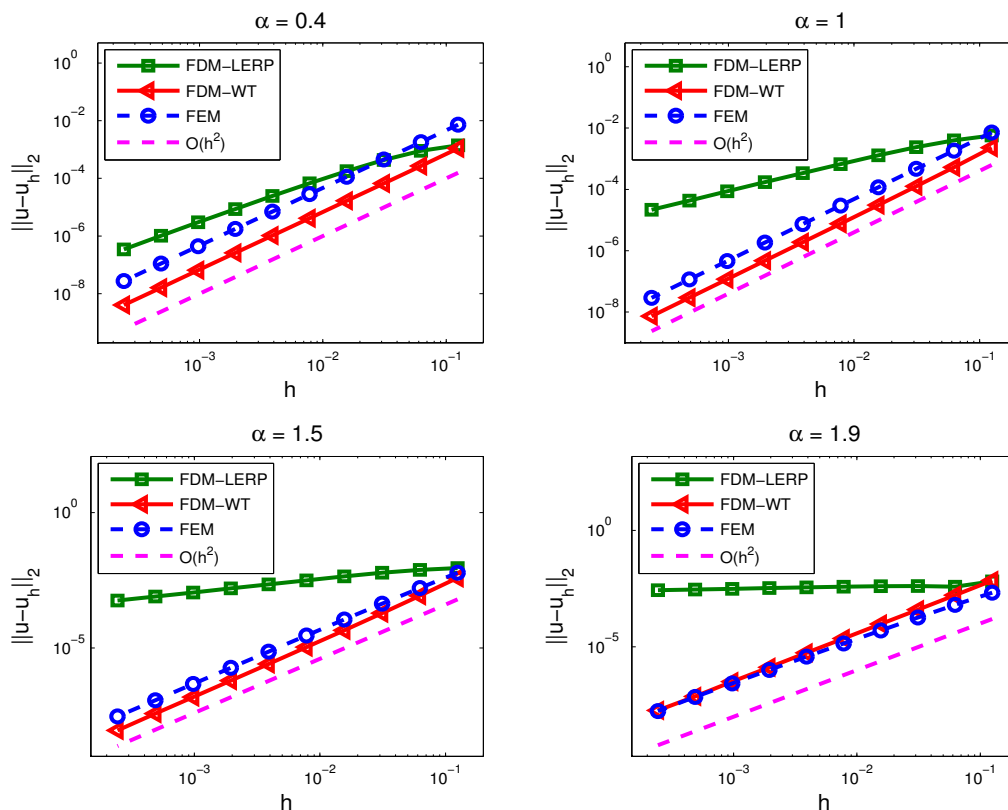 α = 0.4
||u−u_h||_2
10^0
10^−2
10^−4
10^−6
10^−8
FDM−LERP
FDM−WT
FEM
O(h^2)
10^−3
10^−2
10^−1
h
α = 1
||u−u_h||_2
10^0
10^−2
10^−4
10^−6
10^−8
FDM−LERP
FDM−WT
FEM
O(h^2)
10^−3
10^−2
10^−1
h
α = 1.5
||u−u_h||_2
10^0
10^−5
FDM−LERP
FDM−WT
FEM
O(h^2)
10^−3
10^−2
10^−1
h
α = 1.9
||u−u_h||_2
10^0
10^−5
FDM−LERP
FDM−WT
FEM
O(h^2)
10^−3
10^−2
10^−1
h